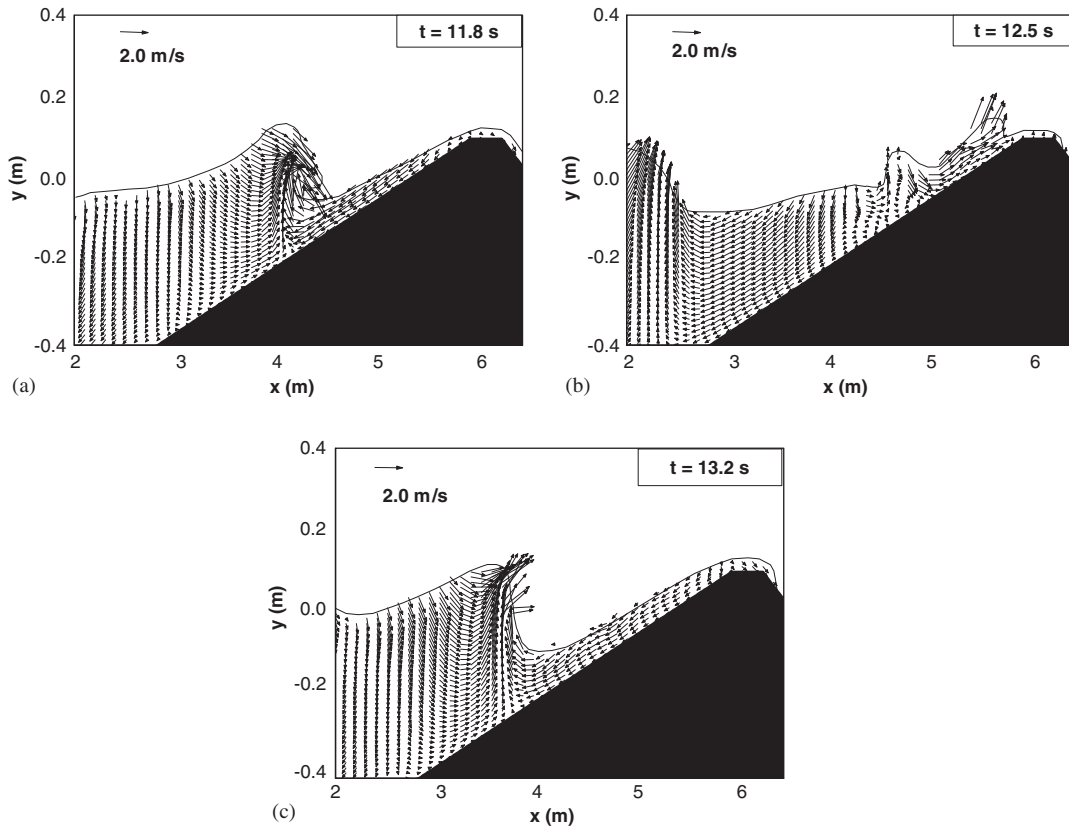 0.4
t = 11.8 s
2.0 m/s
0.2
y (m)
0.0
-0.2
-0.4
2 3 4 5 6
(a)
x (m)
0.4
t = 12.5 s
2.0 m/s
0.2
y (m)
0.0
-0.2
-0.4
2 3 4 5 6
(b)
x (m)
0.4
t = 13.2 s
2.0 m/s
0.2
y (m)
0.0
-0.2
-0.4
2 3 4 5 6
(c)
x (m)